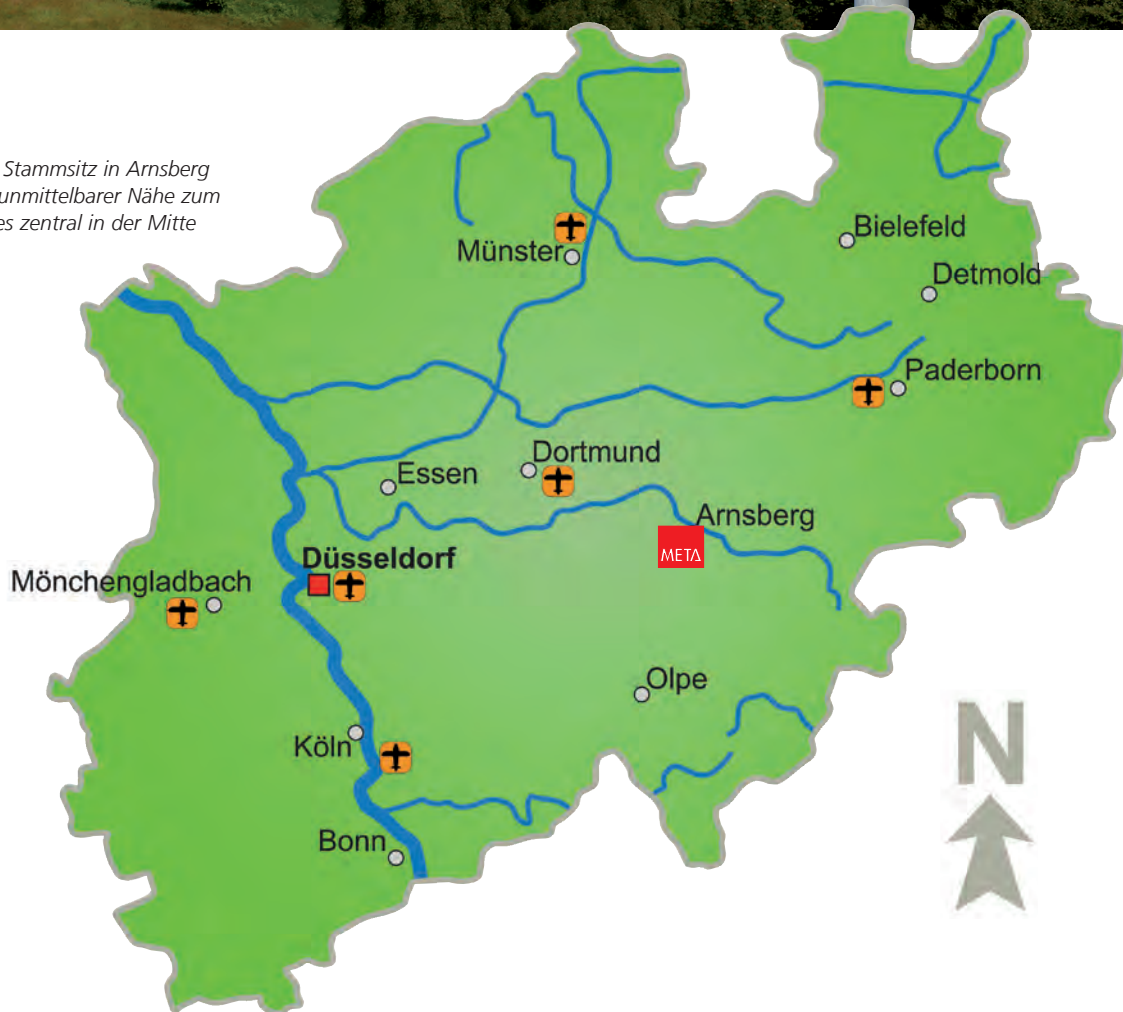 Stammsitz in Arnsberg
unmittelbarer Nähe zum
es zentral in der Mitte
Bielefeld
Münster
Detmold
Paderborn
Dortmund
Essen
Arnsberg
META
Düsseldorf
Mönchengladbach
Olpe
Köln
N
Bonn